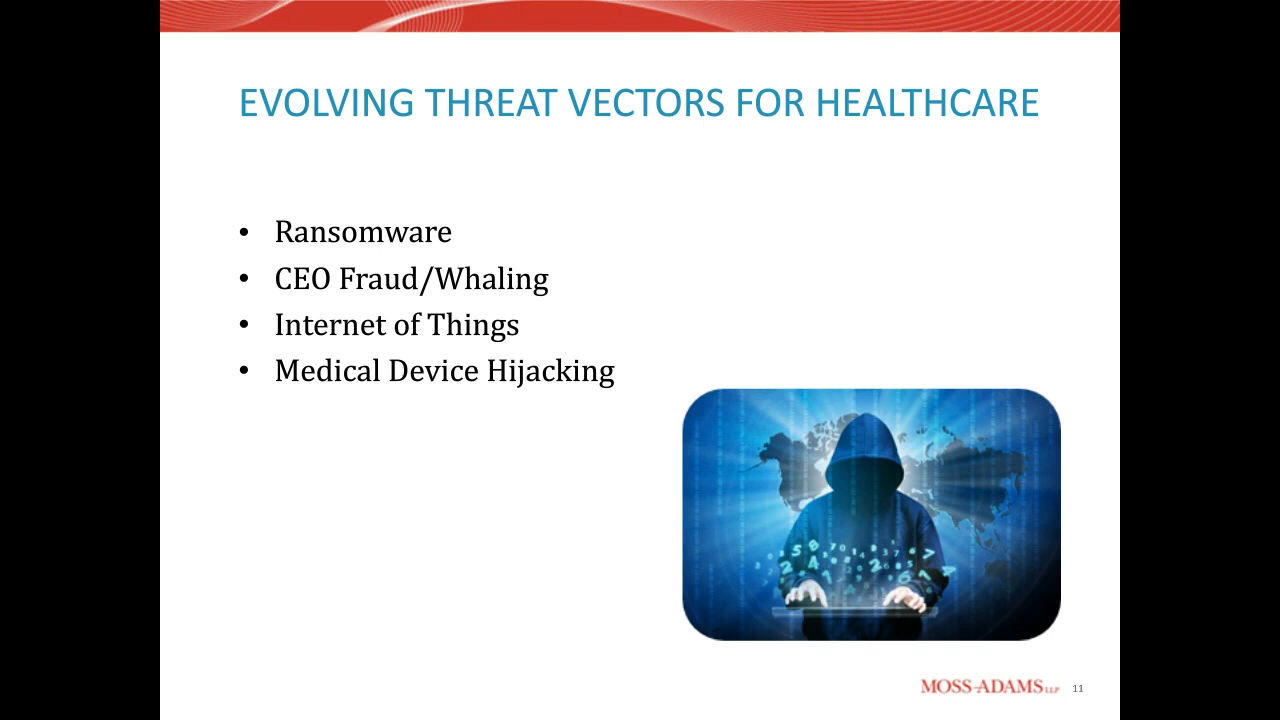 EVOLVING THREAT VECTORS FOR HEALTHCARE
• Ransomware
• CEO Fraud/Whaling
• Internet of Things
• Medical Device Hijacking
MOSS-ADAMS LLP
11